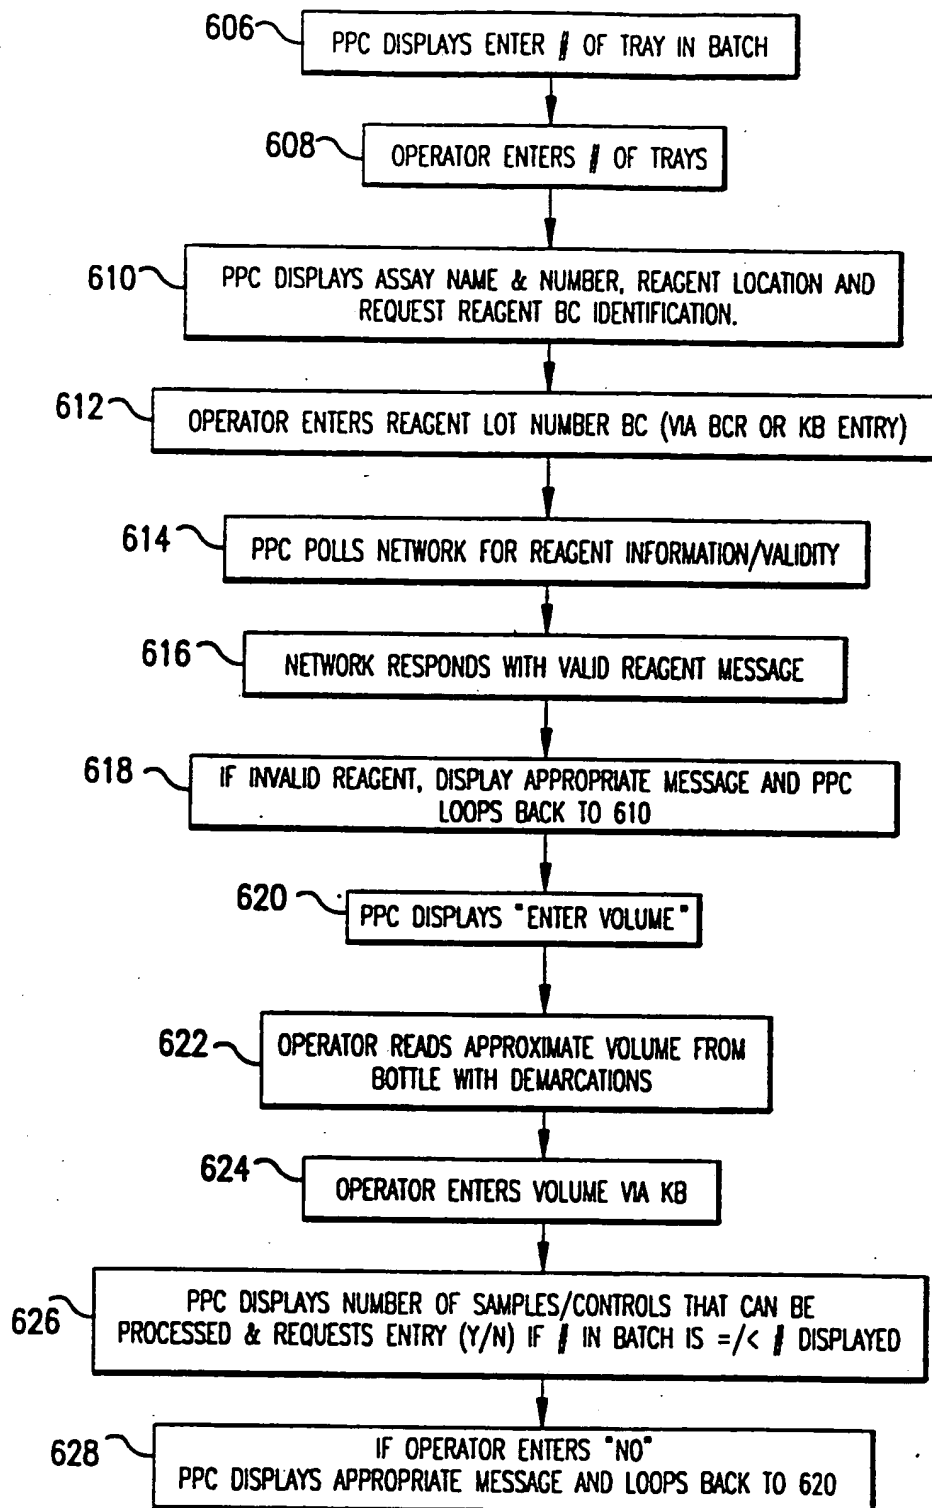 606
PPC DISPLAYS ENTER # OF TRAY IN BATCH
608
OPERATOR ENTERS # OF TRAYS
610
PPC DISPLAYS ASSAY NAME & NUMBER, REAGENT LOCATION AND
REQUEST REAGENT BC IDENTIFICATION.
612
OPERATOR ENTERS REAGENT LOT NUMBER BC (VIA BCR OR KB ENTRY)
614
PPC POLLS NETWORK FOR REAGENT INFORMATION/VALIDITY
616
NETWORK RESPONDS WITH VALID REAGENT MESSAGE
618
IF INVALID REAGENT, DISPLAY APPROPRIATE MESSAGE AND PPC
LOOPS BACK TO 610
620
PPC DISPLAYS "ENTER VOLUME"
622
OPERATOR READS APPROXIMATE VOLUME FROM
BOTTLE WITH DEMARCATIONS
624
OPERATOR ENTERS VOLUME VIA KB
626
PPC DISPLAYS NUMBER OF SAMPLES/CONTROLS THAT CAN BE
PROCESSED & REQUESTS ENTRY (Y/N) IF # IN BATCH IS =/< # DISPLAYED
628
IF OPERATOR ENTERS "NO"
PPC DISPLAYS APPROPRIATE MESSAGE AND LOOPS BACK TO 620